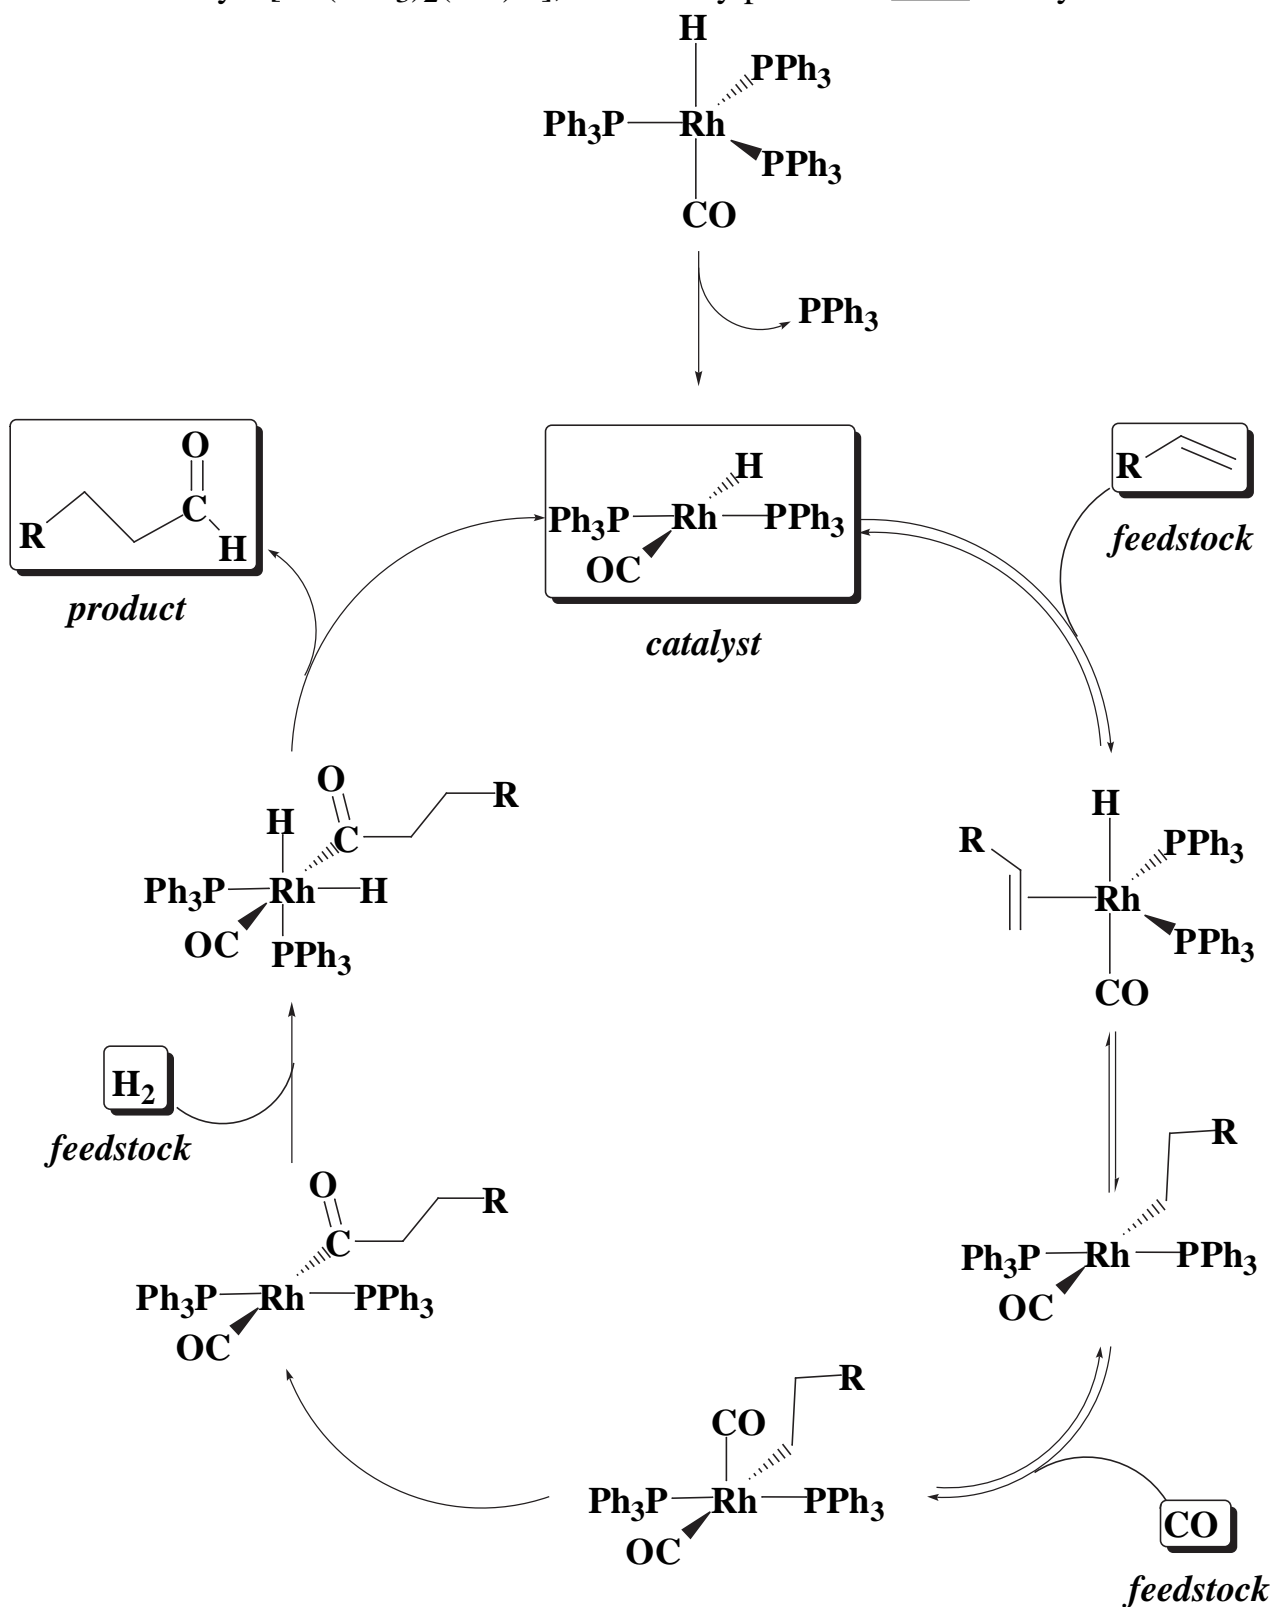 H
PPh3
Ph3P Rh
PPh3
CO
PPh3
O
C
R H
product
H
Ph3P Rh PPh3
OC
catalyst
R
feedstock
O
R
H
C
Ph3P Rh H
OC
PPh3
H
R
PPh3
Rh
PPh3
CO
H2
feedstock
R
Ph3P Rh PPh3
OC
O
R
C
Ph3P Rh PPh3
OC
R
CO
Ph3P Rh PPh3
OC
CO
feedstock